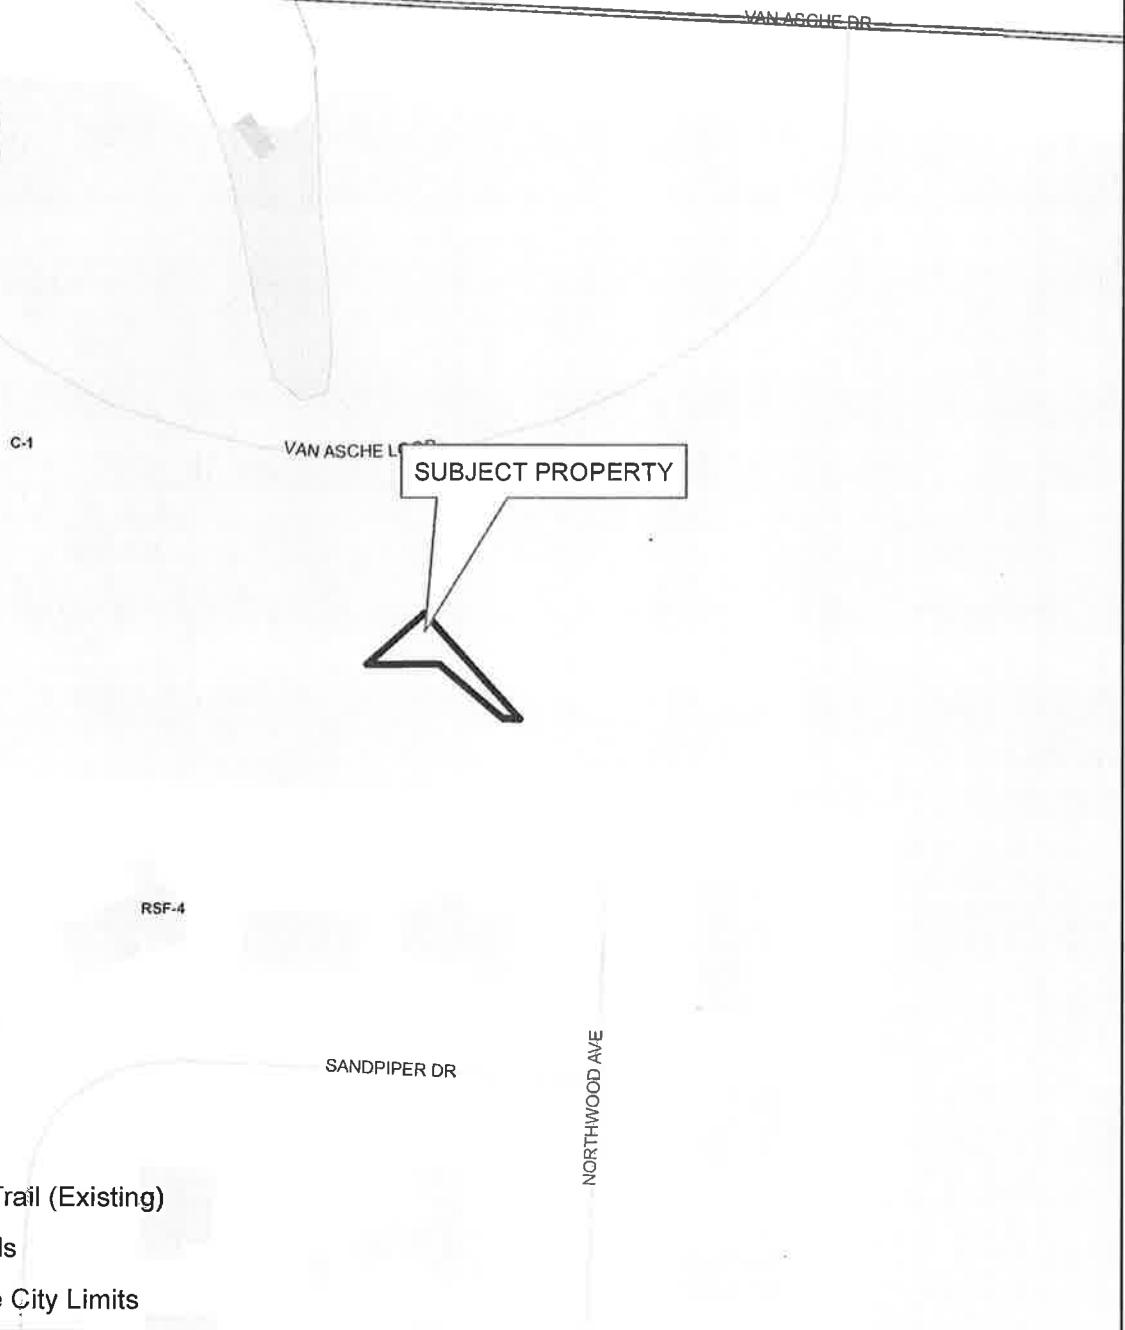 VAN ASCHE DR
C-1
VAN ASCHE LOOP
SUBJECT PROPERTY
RSF-4
SANDPIPER DR
NORTHWOOD AVE
Trail (Existing)
ls
e City Limits